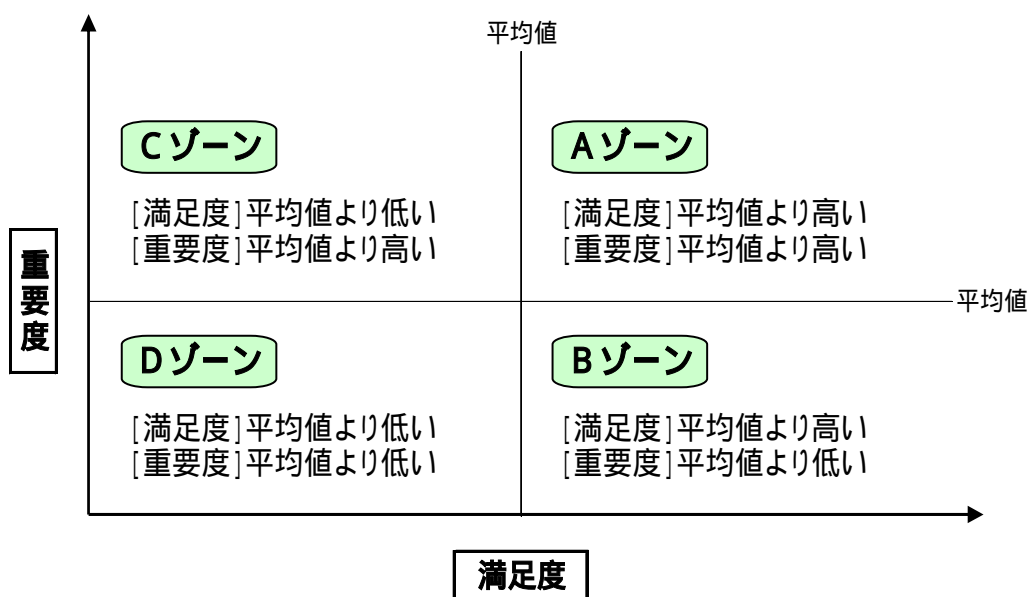 平均値
Cゾーン
[満足度]平均値より低い
[重要度]平均値より高い
Aゾーン
[満足度]平均値より高い
[重要度]平均値より高い
重要度
平均値
Dゾーン
[満足度]平均値より低い
[重要度]平均値より低い
Bゾーン
[満足度]平均値より高い
[重要度]平均値より低い
満足度